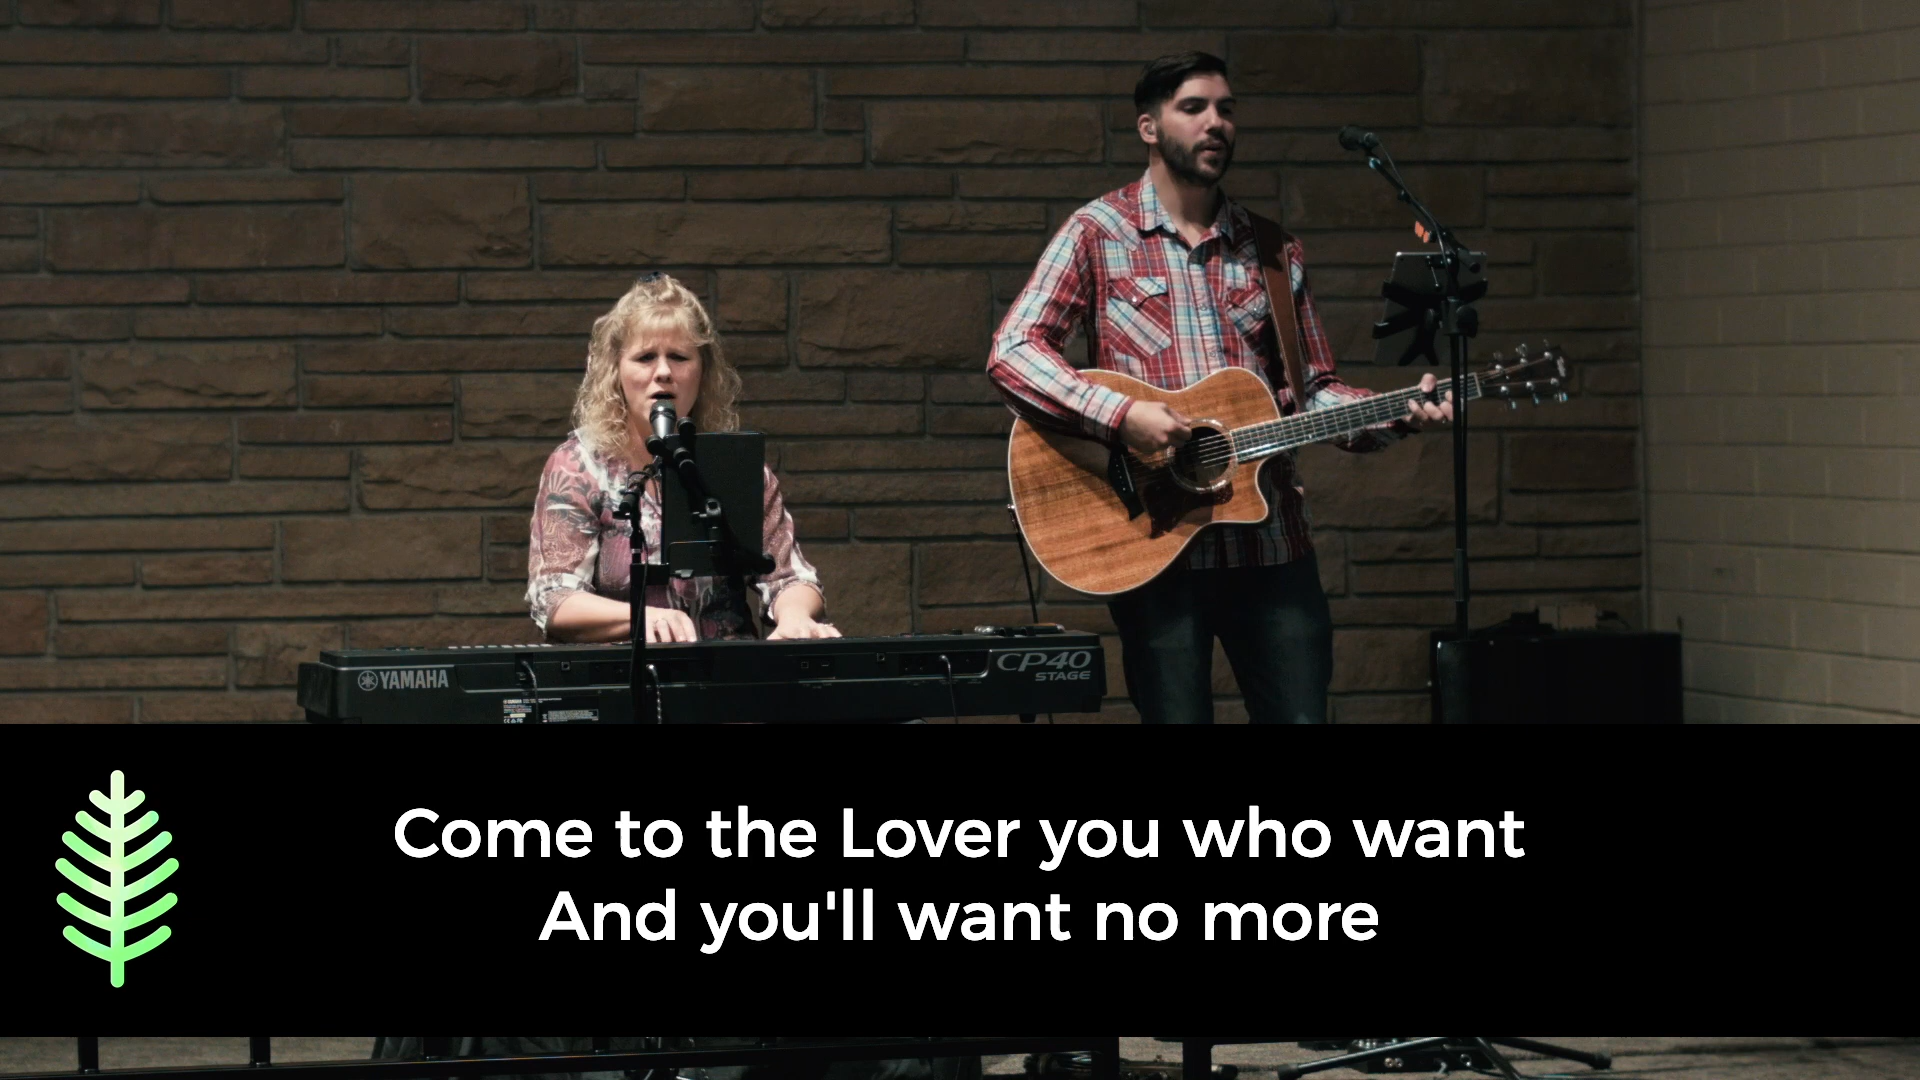 YAMAHA
CP40
STAGE
Come to the Lover you who want
And you'll want no more